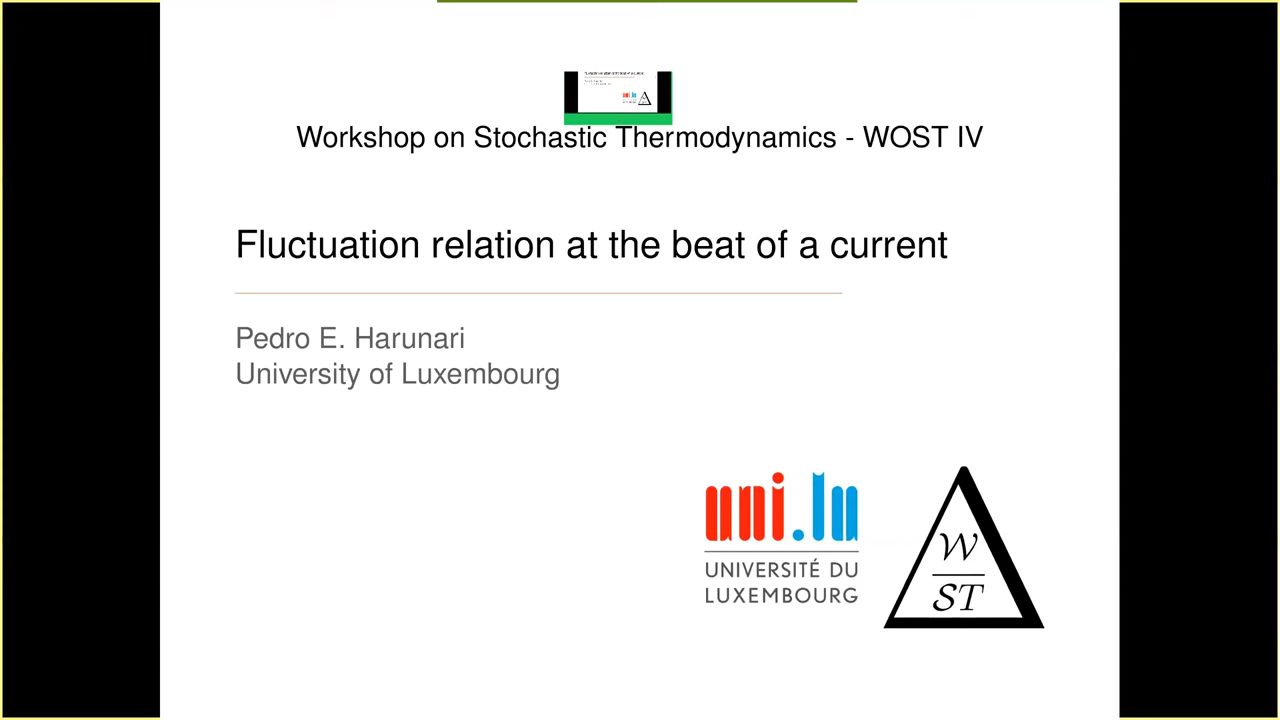 Workshop on Stochastic Thermodynamics - WOST IV
Fluctuation relation at the beat of a current
Pedro E. Harunari
University of Luxembourg
uni.lu
UNIVERSITÉ DU
LUXEMBOURG
W
ST